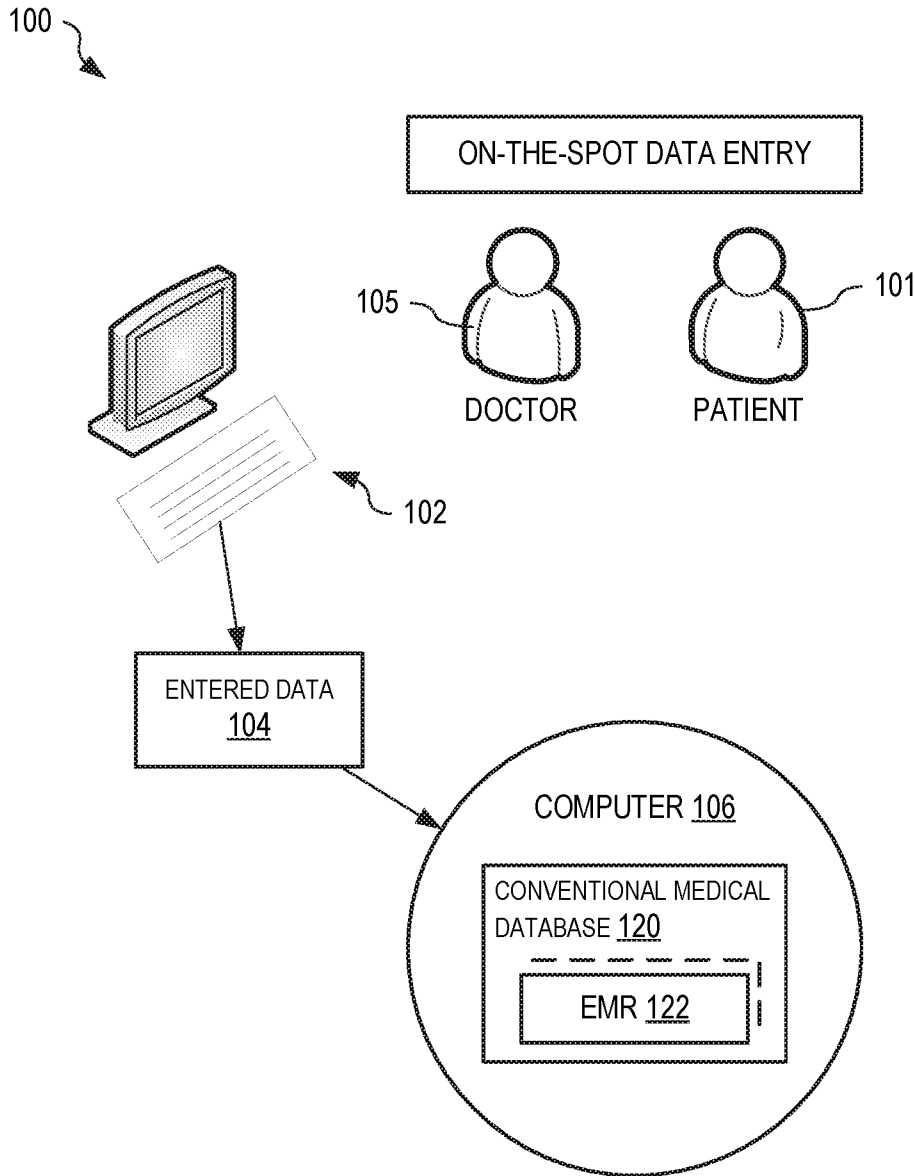 100
ON-THE-SPOT DATA ENTRY
105
101
DOCTOR
PATIENT
102
ENTERED DATA
104
COMPUTER 106
CONVENTIONAL MEDICAL
DATABASE 120
EMR 122